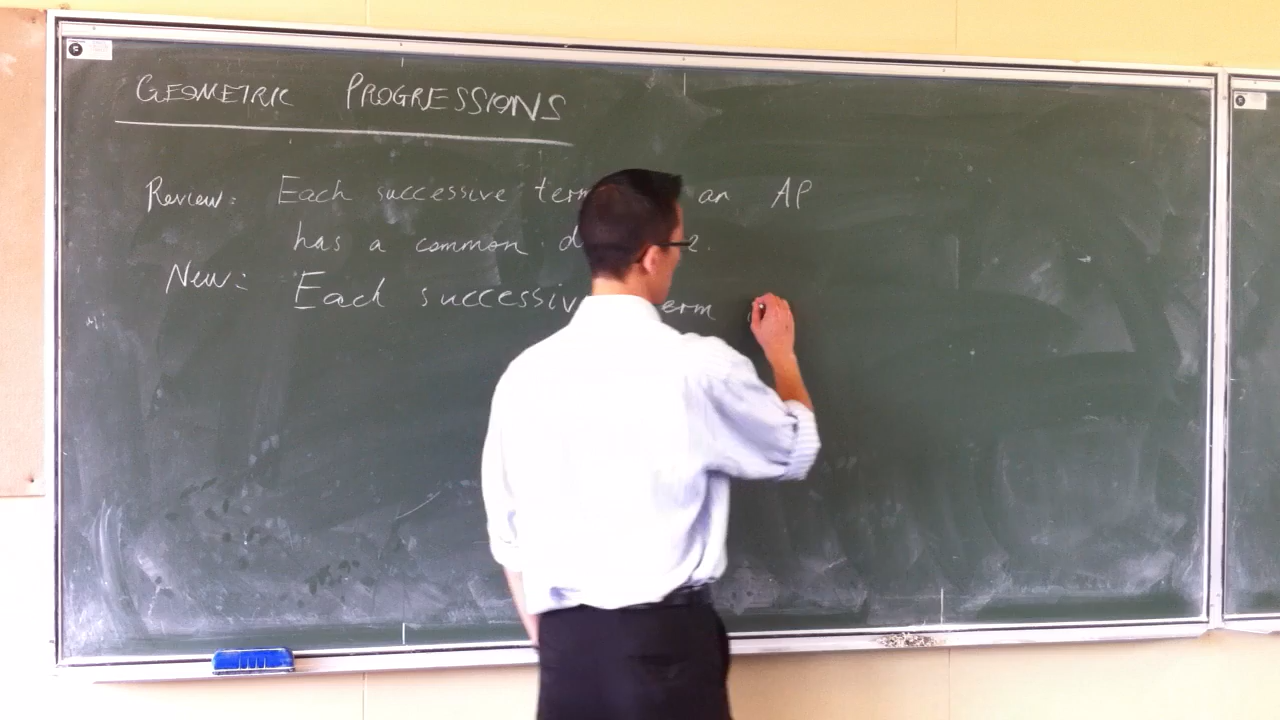 GEOMETRIC PROGRESSIONS
Review: Each successive term an AP
has a common
New: Each successive term